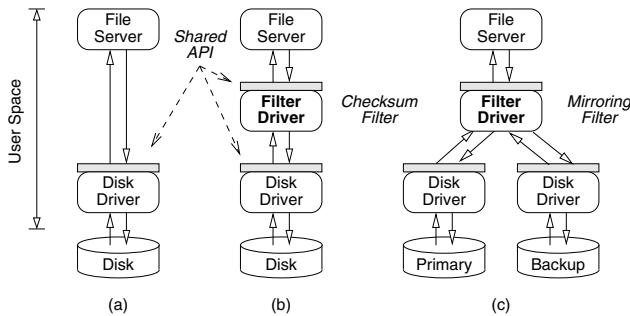 User Space
File
Server
Disk
Driver
Disk
(a)
Shared
API
File
Server
Filter
Driver
Checksum
Filter
Disk
Driver
Disk
(b)
File
Server
Filter
Driver
Mirroring
Filter
Disk
Driver
Disk
Driver
Primary
Backup
(c)